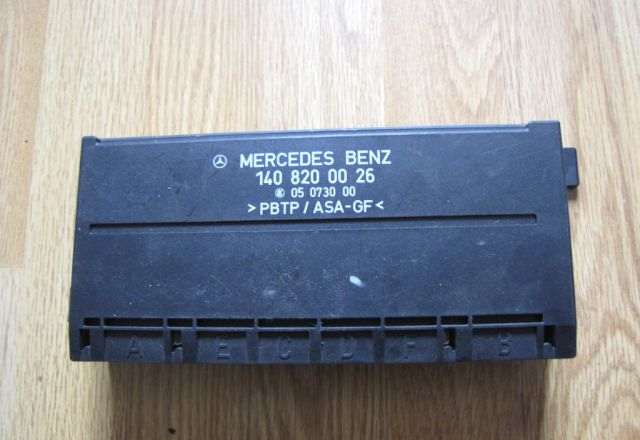 MERCEDES BENZ
140 820 00 26
05 0730 00
>PBTP/ASA-GF<
A E C D F B